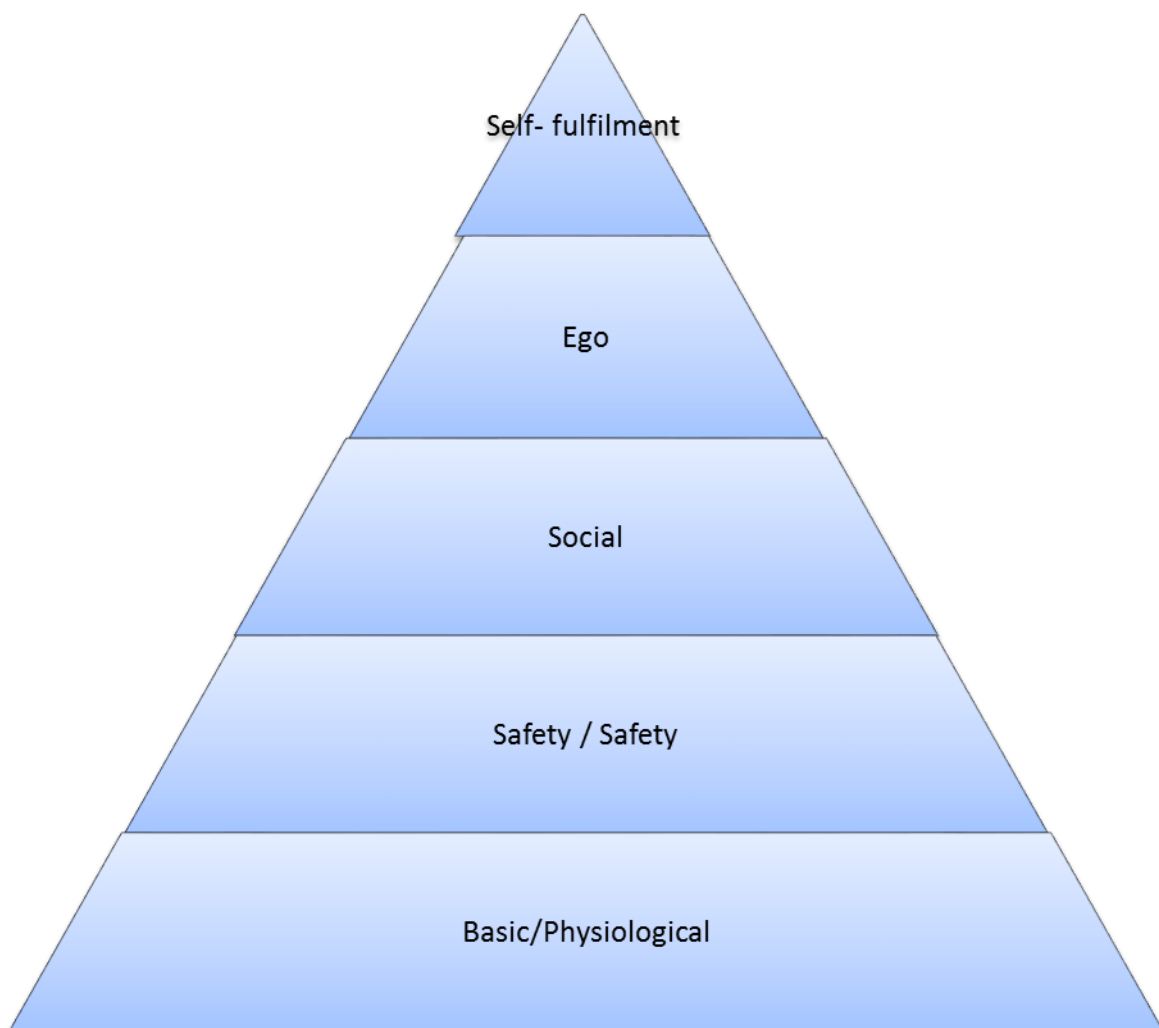 Self- fulfilment
Ego
Social
Safety / Safety
Basic/Physiological